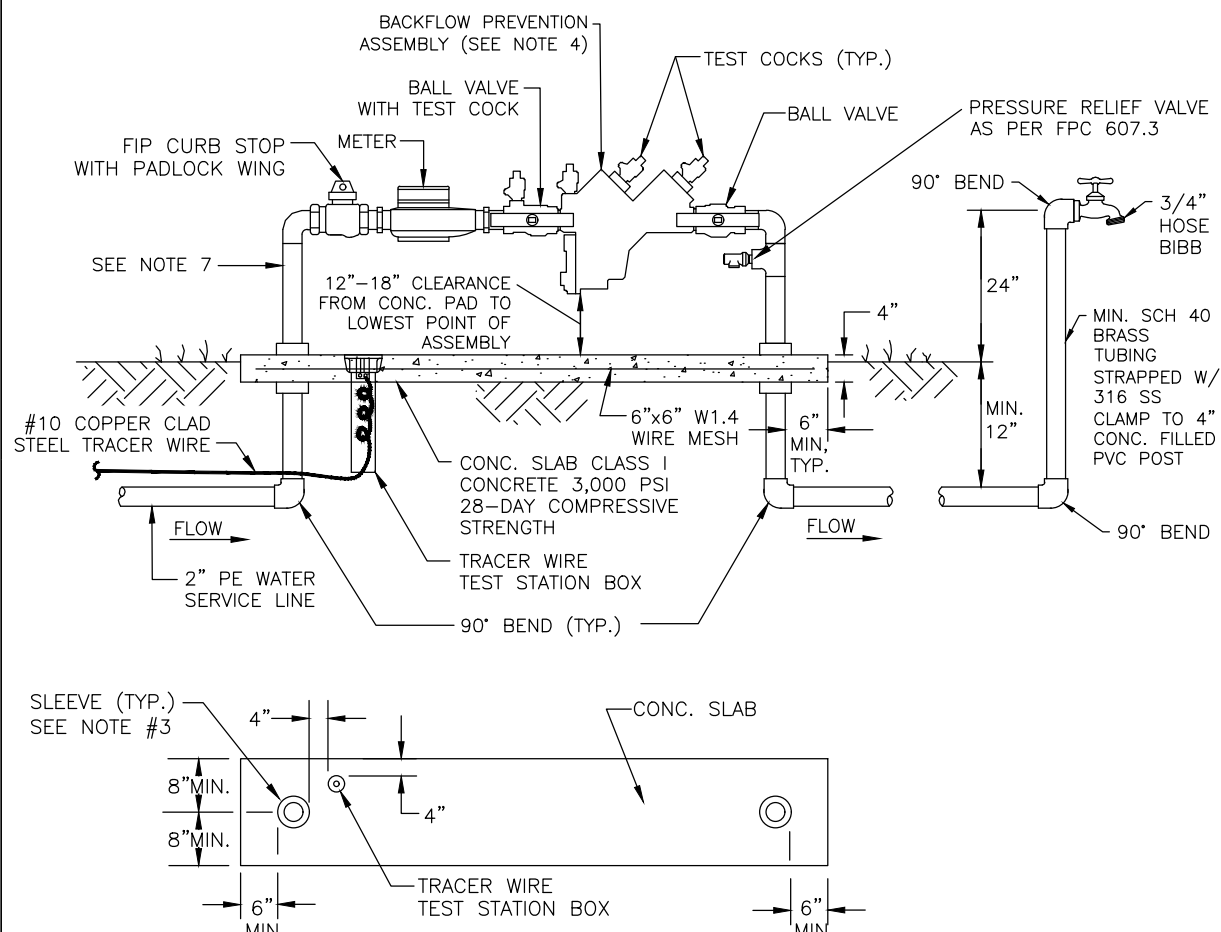 BACKFLOW PREVENTION
ASSEMBLY (SEE NOTE 4)
TEST COCKS (TYP.)
BALL VALVE
WITH TEST COCK
BALL VALVE
PRESSURE RELIEF VALVE
AS PER FPC 607.3
FIP CURB STOP
WITH PADLOCK WING
METER
90° BEND
3/4"
HOSE
BIBB
SEE NOTE 7
12"-18" CLEARANCE
FROM CONC. PAD TO
LOWEST POINT OF
ASSEMBLY
24"
4"
MIN. SCH 40
BRASS
TUBING
STRAPPED W/
316 SS
CLAMP TO 4"
CONC. FILLED
PVC POST
#10 COPPER CLAD
STEEL TRACER WIRE
6"x6" W1.4
WIRE MESH
6"
MIN,
TYP.
MIN.
12"
CONC. SLAB CLASS I
CONCRETE 3,000 PSI
28-DAY COMPRESSIVE
STRENGTH
FLOW
FLOW
90° BEND
TRACER WIRE
TEST STATION BOX
2" PE WATER
SERVICE LINE
90° BEND (TYP.)
SLEEVE (TYP.)
SEE NOTE #3
4"
CONC. SLAB
8"MIN.
4"
8"MIN.
TRACER WIRE
TEST STATION BOX
6"
MIN
6"
MIN